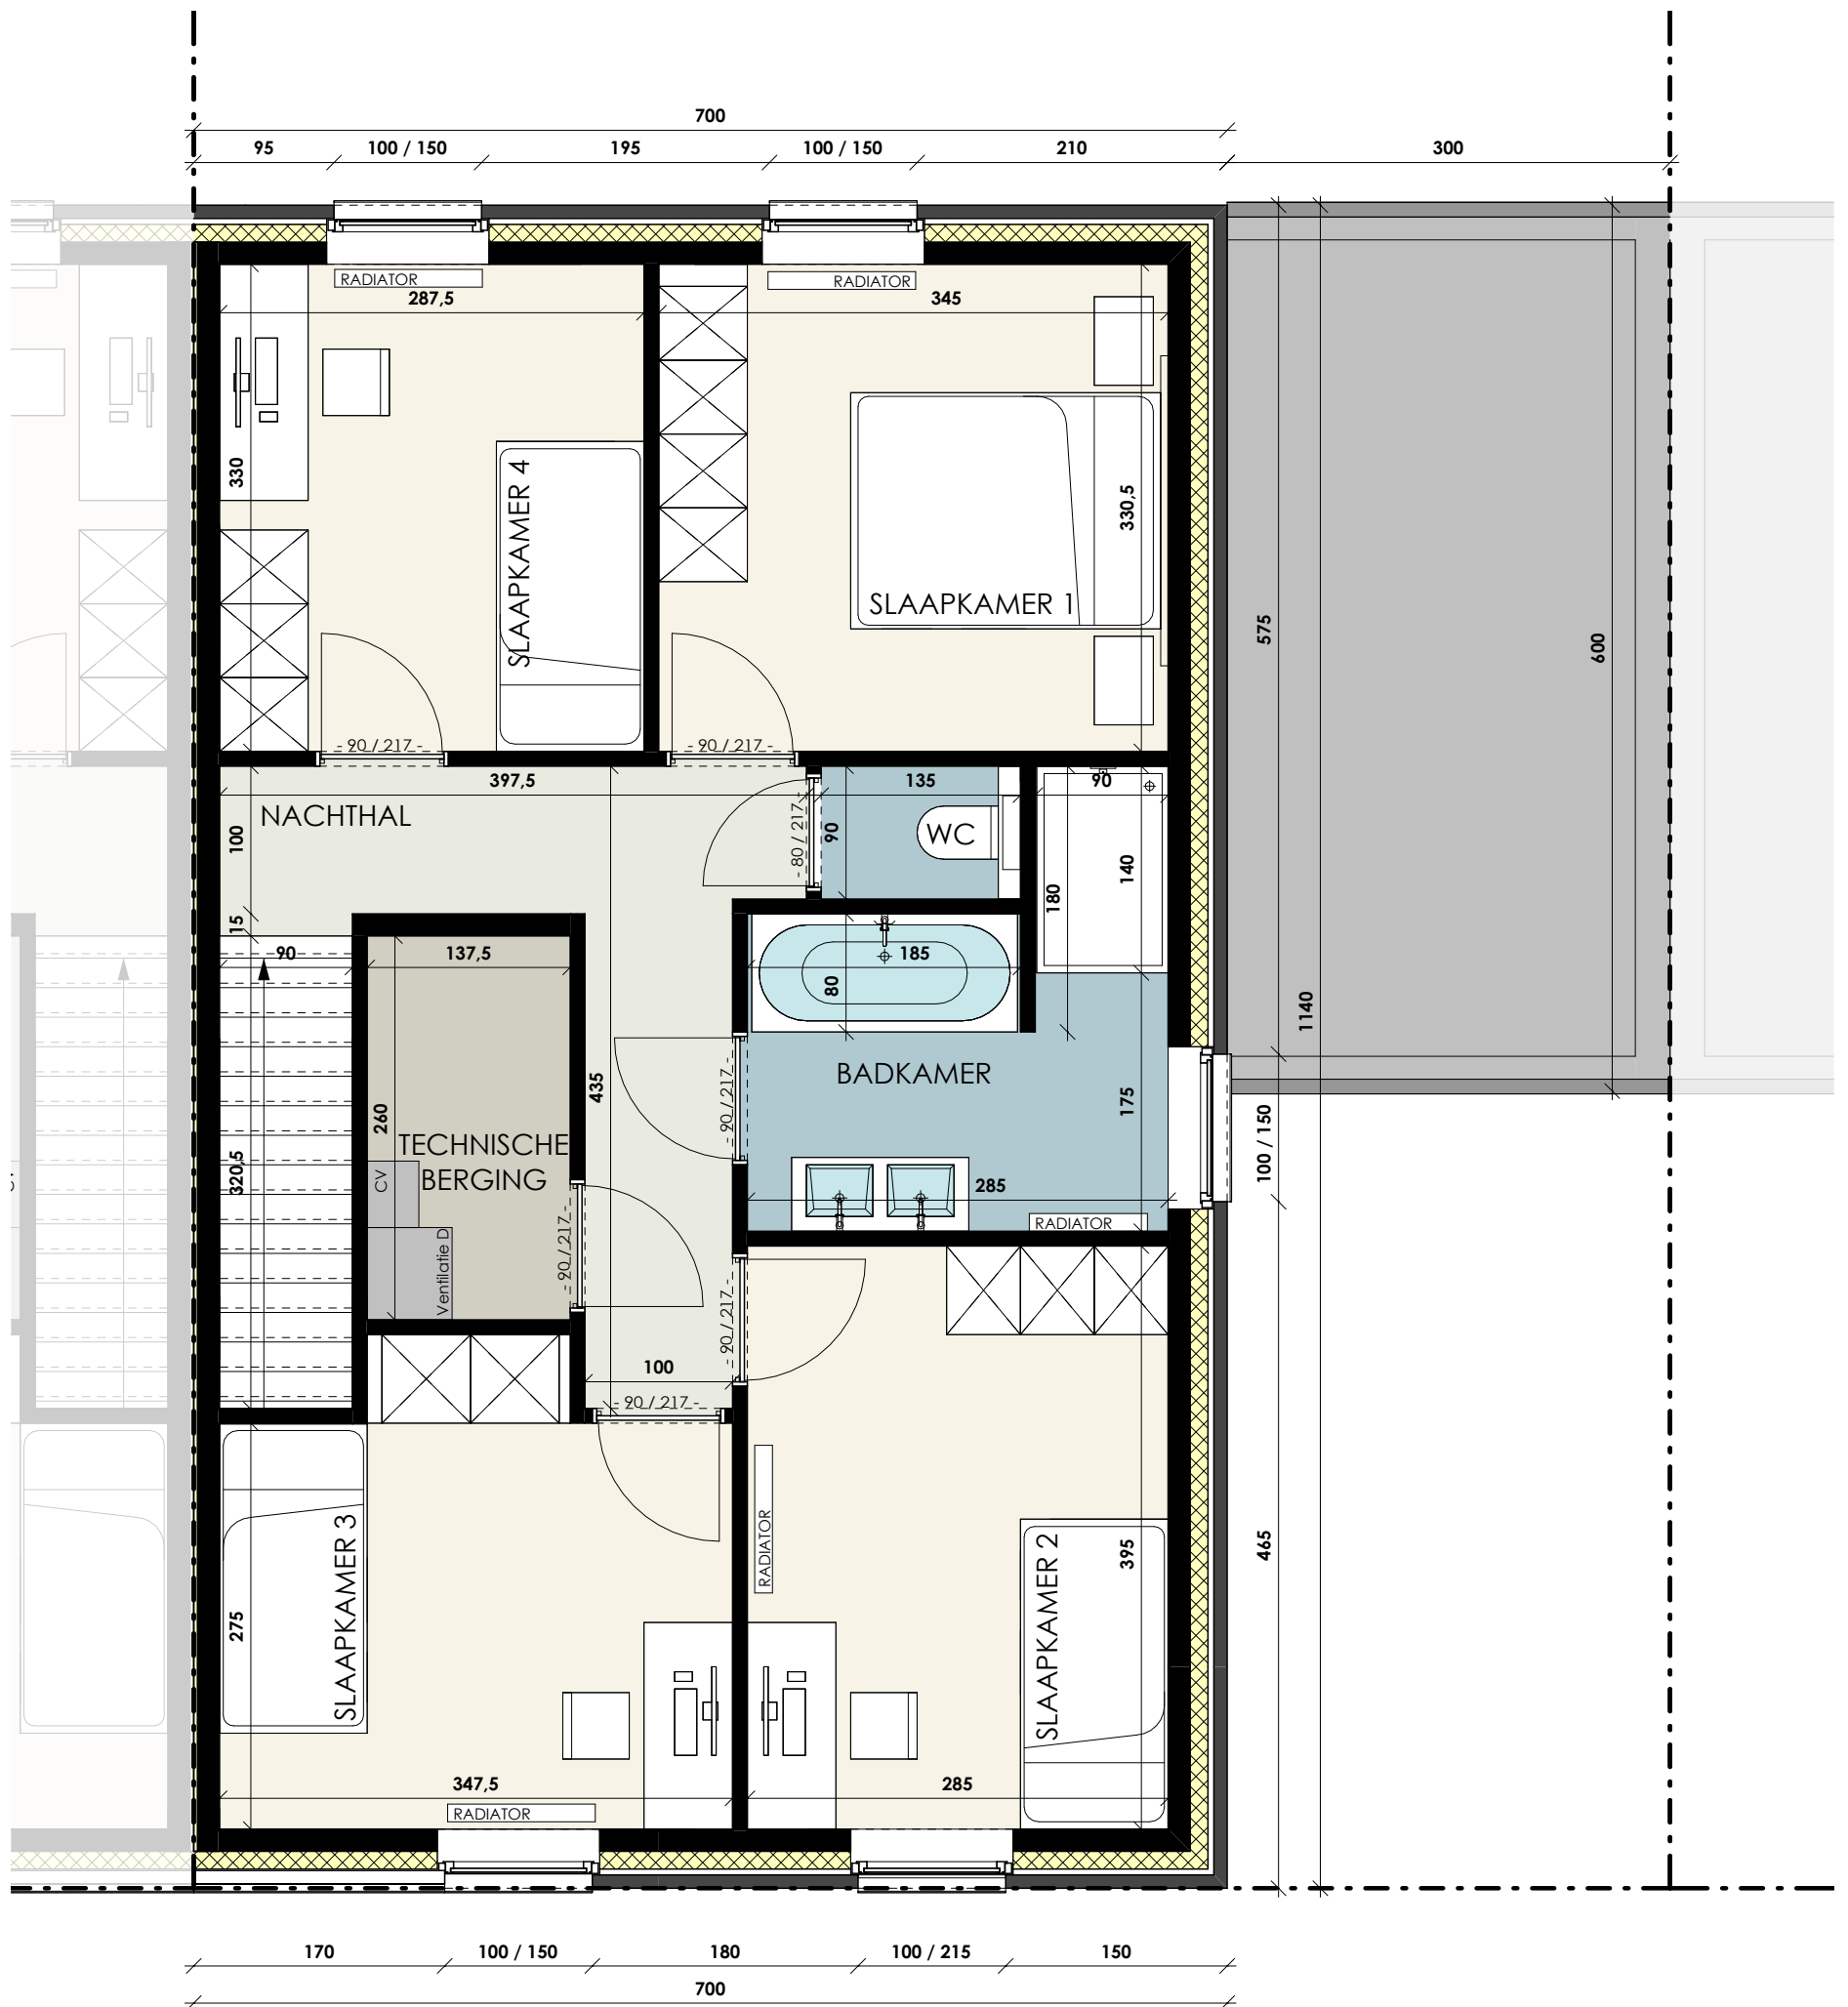 700
95
100 / 150
195
100 / 150
210
300
RADIATOR
287,5
RADIATOR
345
330
SLAAPKAMER 4
SLAAPKAMER 1
330,5
575
600
- 90 / 217 -
- 90 / 217 -
397,5
135
90
NACHTHAL
100
- 80 / 217 -
90
WC
180
140
15
90
137,5
185
80
1140
BADKAMER
435
260
TECHNISCHE
BERGING
CV
Ventilatie D
320,5
- 90 / 217 -
- 90 / 217 -
175
100 / 150
285
RADIATOR
- 90 / 217 -
100
- 90 / 217 -
RADIATOR
SLAAPKAMER 3
275
SLAAPKAMER 2
395
465
347,5
285
RADIATOR
170
100 / 150
180
100 / 215
150
700